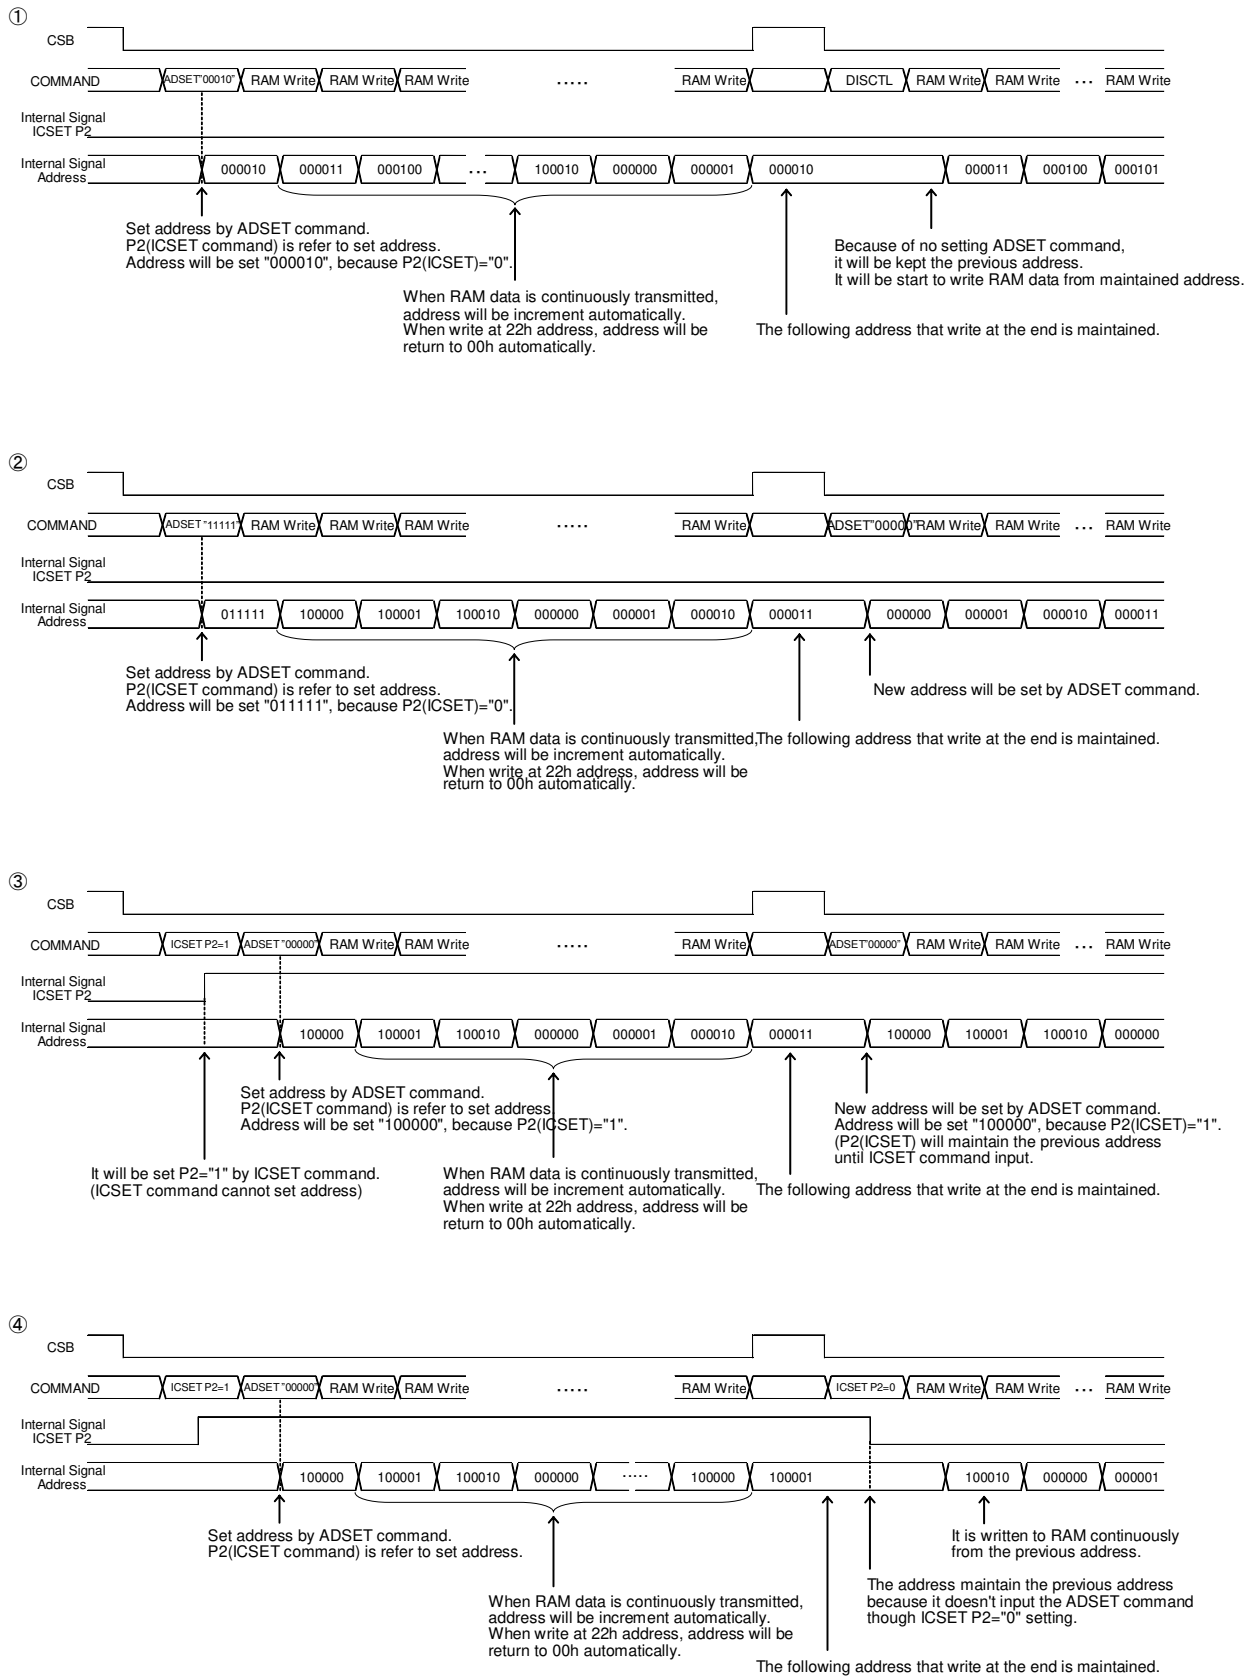 ①
CSB
COMMAND
ADSET"00010" RAM Write RAM Write RAM Write ..... RAM Write DISCTL RAM Write RAM Write ... RAM Write
Internal Signal
ICSET P2
Internal Signal
Address
000010 000011 000100 ... 100010 000000 000001 000010 000011 000100 000101
Set address by ADSET command.
P2(ICSET command) is refer to set address.
Address will be set "000010", because P2(ICSET)="0".
When RAM data is continuously transmitted,
address will be increment automatically.
When write at 22h address, address will be
return to 00h automatically.
Because of no setting ADSET command,
it will be kept the previous address.
It will be start to write RAM data from maintained address.
The following address that write at the end is maintained.
②
CSB
COMMAND
ADSET"11111" RAM Write RAM Write RAM Write ..... RAM Write ADSET"00000" RAM Write RAM Write ... RAM Write
Internal Signal
ICSET P2
Internal Signal
Address
011111 100000 100001 100010 000000 000001 000010 000011 000000 000001 000010 000011
Set address by ADSET command.
P2(ICSET command) is refer to set address.
Address will be set "011111", because P2(ICSET)="0".
New address will be set by ADSET command.
When RAM data is continuously transmitted,
address will be increment automatically.
When write at 22h address, address will be
return to 00h automatically.
The following address that write at the end is maintained.
③
CSB
COMMAND
ICSET P2=1 ADSET"00000" RAM Write RAM Write ..... RAM Write ADSET"00000" RAM Write RAM Write ... RAM Write
Internal Signal
ICSET P2
Internal Signal
Address
100000 100001 100010 000000 000001 000010 000011 100000 100001 100010 000000
Set address by ADSET command.
P2(ICSET command) is refer to set address.
Address will be set "100000", because P2(ICSET)="1".
New address will be set by ADSET command.
Address will be set "100000", because P2(ICSET)="1".
(P2(ICSET) will maintain the previous address
until ICSET command input.
It will be set P2="1" by ICSET command.
(ICSET command cannot set address)
When RAM data is continuously transmitted,
address will be increment automatically.
When write at 22h address, address will be
return to 00h automatically.
The following address that write at the end is maintained.
④
CSB
COMMAND
ICSET P2=1 ADSET"00000" RAM Write RAM Write ..... RAM Write ICSET P2=0 RAM Write RAM Write ... RAM Write
Internal Signal
ICSET P2
Internal Signal
Address
100000 100001 100010 000000 ..... 100000 100001 100010 000000 000001
Set address by ADSET command.
P2(ICSET command) is refer to set address.
It is written to RAM continuously
from the previous address.
The address maintain the previous address
because it doesn't input the ADSET command
though ICSET P2="0" setting.
When RAM data is continuously transmitted,
address will be increment automatically.
When write at 22h address, address will be
return to 00h automatically.
The following address that write at the end is maintained.